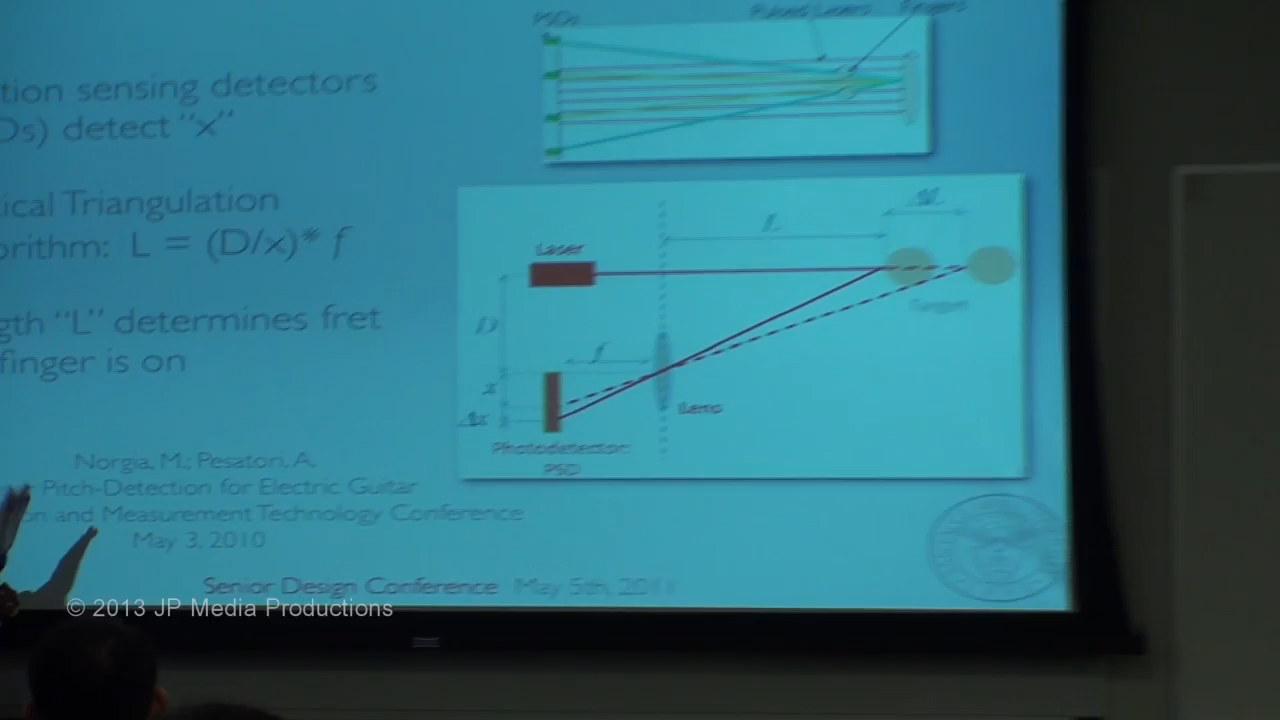 PSDs
Pulsed Lasers
Fingers
tion sensing detectors
Ds) detect "x"
ical Triangulation
orithm: L = (D/x)* f
gth "L" determines fret
finger is on
ΔL
L
Laser
Target
D
f
x
Δx
Lens
Photodetector
PSD
Norgia, M.; Pesaton, A.
Pitch-Detection for Electric Guitar
on and Measurement Technology Conference
May 3, 2010
Senior Design Conference May 5th, 2011
© 2013 JP Media Productions